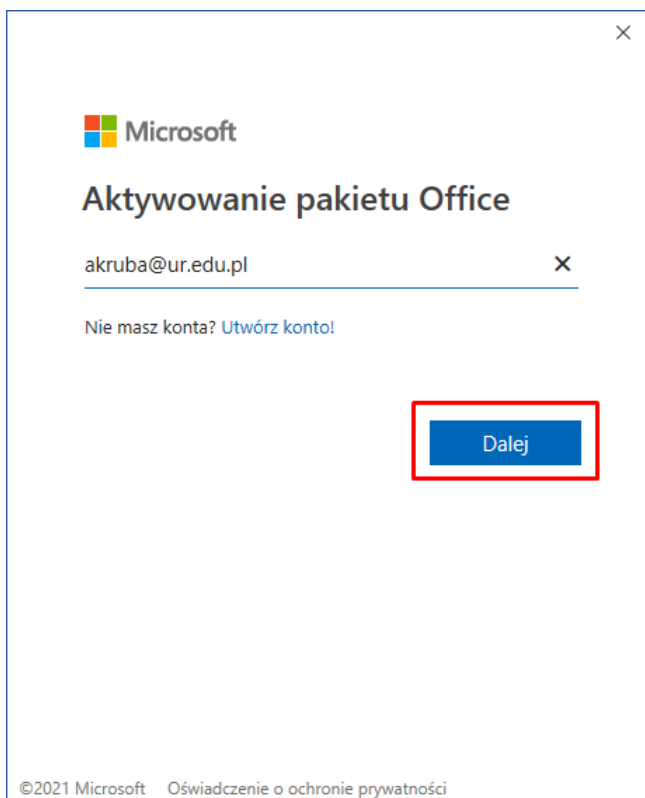 Microsoft
Aktywowanie pakietu Office
akruba@ur.edu.pl
Nie masz konta? Utwórz konto!
Dalej
©2021 Microsoft Oświadczenie o ochronie prywatności